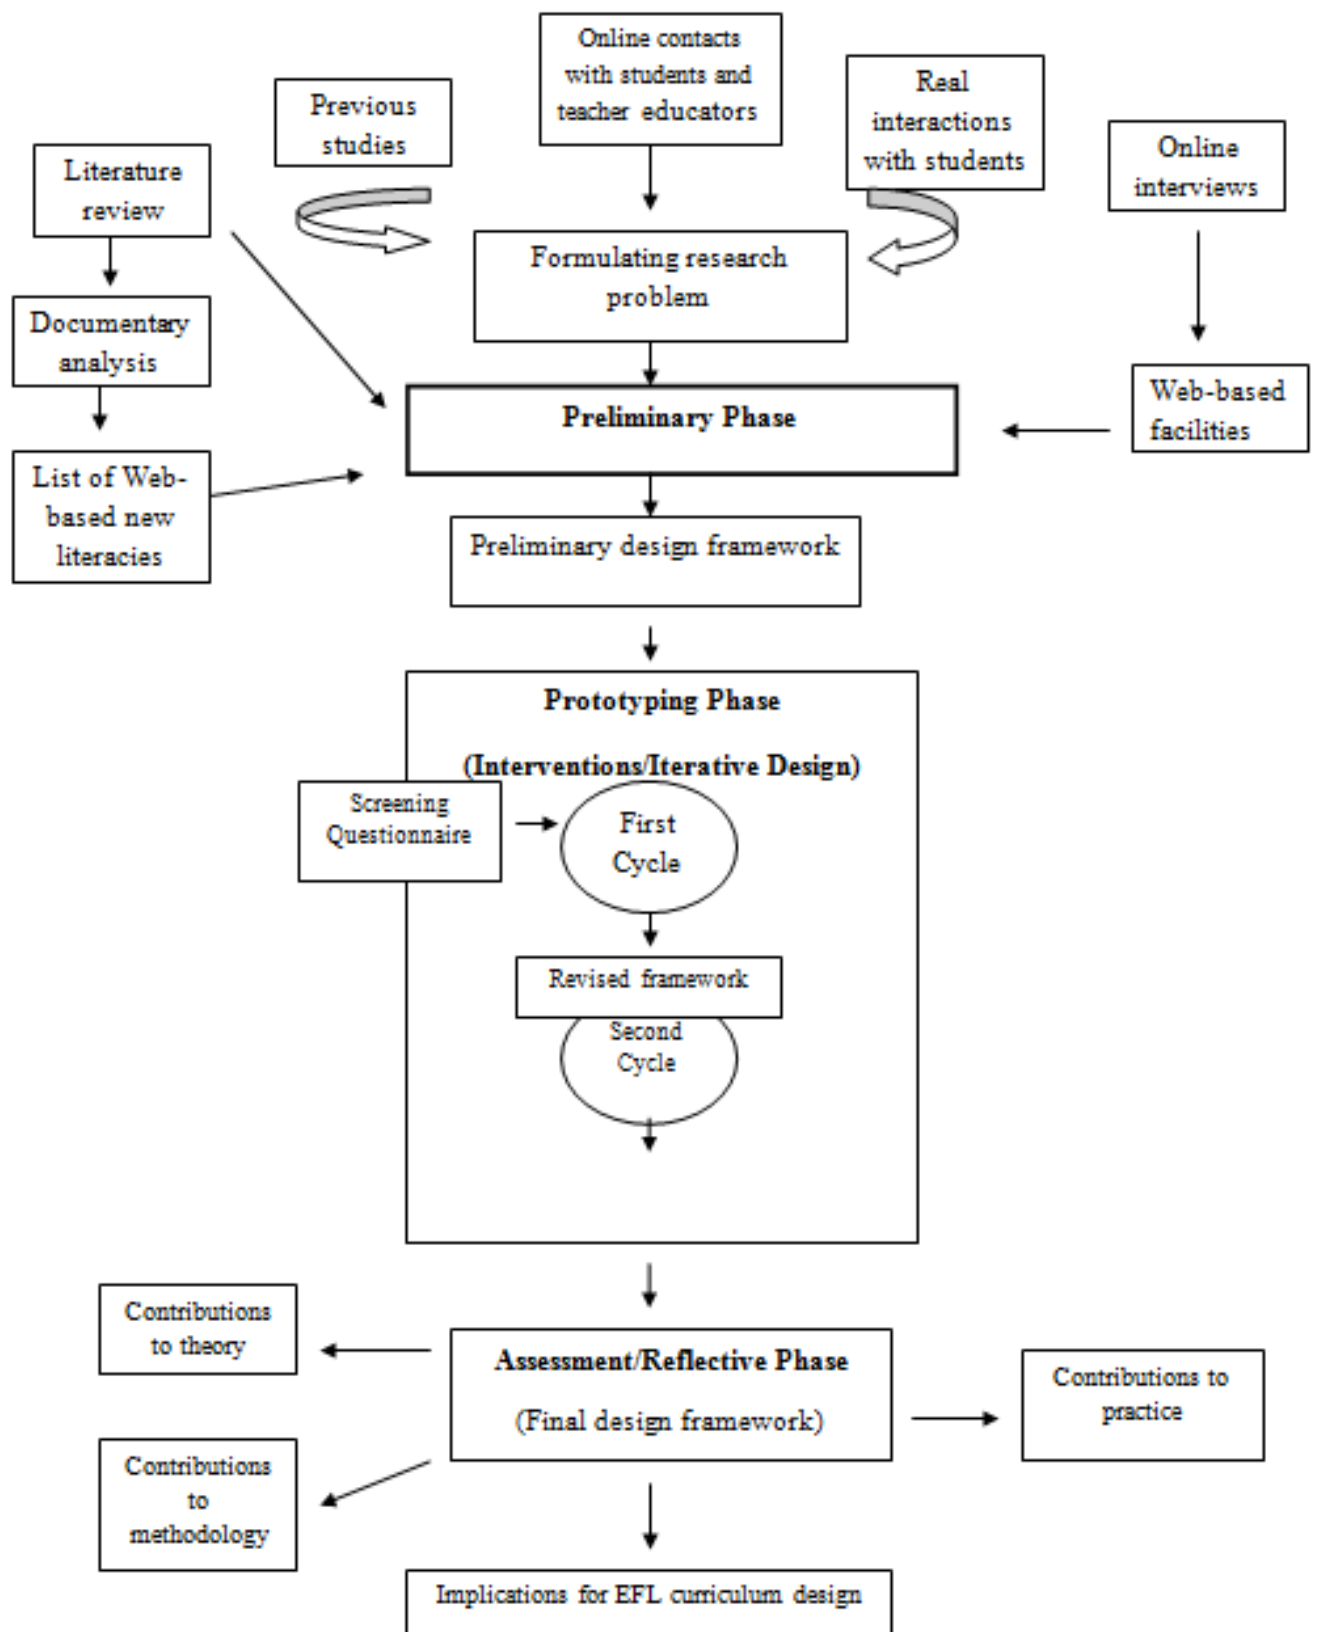 Online contacts
with students and
teacher educators
Previous
studies
Real
interactions
with students
Literature
review
Online
interviews
Formulating research
problem
Documentary
analysis
Web-based
facilities
Preliminary Phase
List of Web-
based new
literacies
Preliminary design framework
Prototyping Phase
(Interventions/Iterative Design)
Screening
Questionnaire
First
Cycle
Revised framework
Second
Cycle
Contributions
to theory
Assessment/Reflective Phase
(Final design framework)
Contributions to
practice
Contributions
to
methodology
Implications for EFL curriculum design